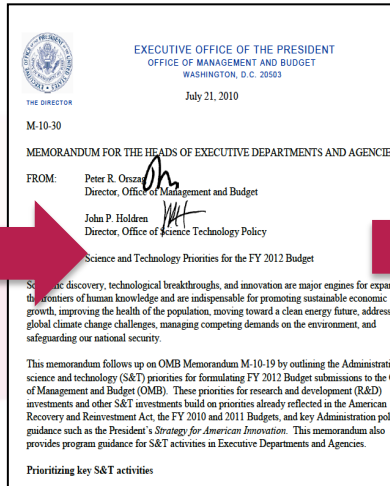 EXECUTIVE OFFICE OF THE PRESIDENT
OFFICE OF MANAGEMENT AND BUDGET
WASHINGTON, D.C. 20503
THE DIRECTOR
July 21, 2010
M-10-30
MEMORANDUM FOR THE HEADS OF EXECUTIVE DEPARTMENTS AND AGENCIE
FROM: Peter R. Orszag
Director, Office of Management and Budget
John P. Holdren
Director, Office of Science Technology Policy
Science and Technology Priorities for the FY 2012 Budget
discovery, technological breakthroughs, and innovation are major engines for expan
the frontiers of human knowledge and are indispensable for promoting sustainable economic
growth, improving the health of the population, moving toward a clean energy future, address
global climate change challenges, managing competing demands on the environment, and
safeguarding our national security.
This memorandum follows up on OMB Memorandum M-10-19 by outlining the Administrati
science and technology (S&T) priorities for formulating FY 2012 Budget submissions to the O
of Management and Budget (OMB). These priorities for research and development (R&D)
investments and other S&T investments build on priorities already reflected in the American
Recovery and Reinvestment Act, the FY 2010 and 2011 Budgets, and key Administration pol
guidance such as the President's Strategy for American Innovation. This memorandum also
provides program guidance for S&T activities in Executive Departments and Agencies.
Prioritizing key S&T activities